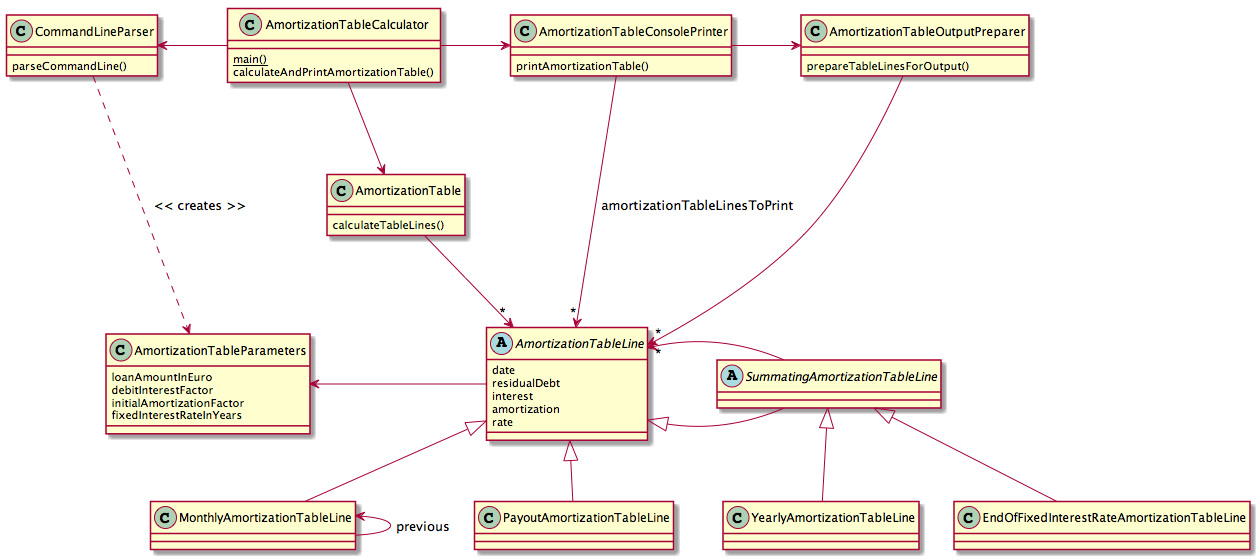 C CommandLineParser
parseCommandLine()
C AmortizationTableCalculator
main()
calculateAndPrintAmortizationTable()
C AmortizationTableConsolePrinter
printAmortizationTable()
C AmortizationTableOutputPreparer
prepareTableLinesForOutput()
<< creates >>
C AmortizationTable
calculateTableLines()
amortizationTableLinesToPrint
*
*
*
*
C AmortizationTableParameters
loanAmountInEuro
debitInterestFactor
initialAmortizationFactor
fixedInterestRateInYears
A AmortizationTableLine
date
residualDebt
interest
amortization
rate
A SummatingAmortizationTableLine
C MonthlyAmortizationTableLine
previous
C PayoutAmortizationTableLine
C YearlyAmortizationTableLine
C EndOfFixedInterestRateAmortizationTableLine